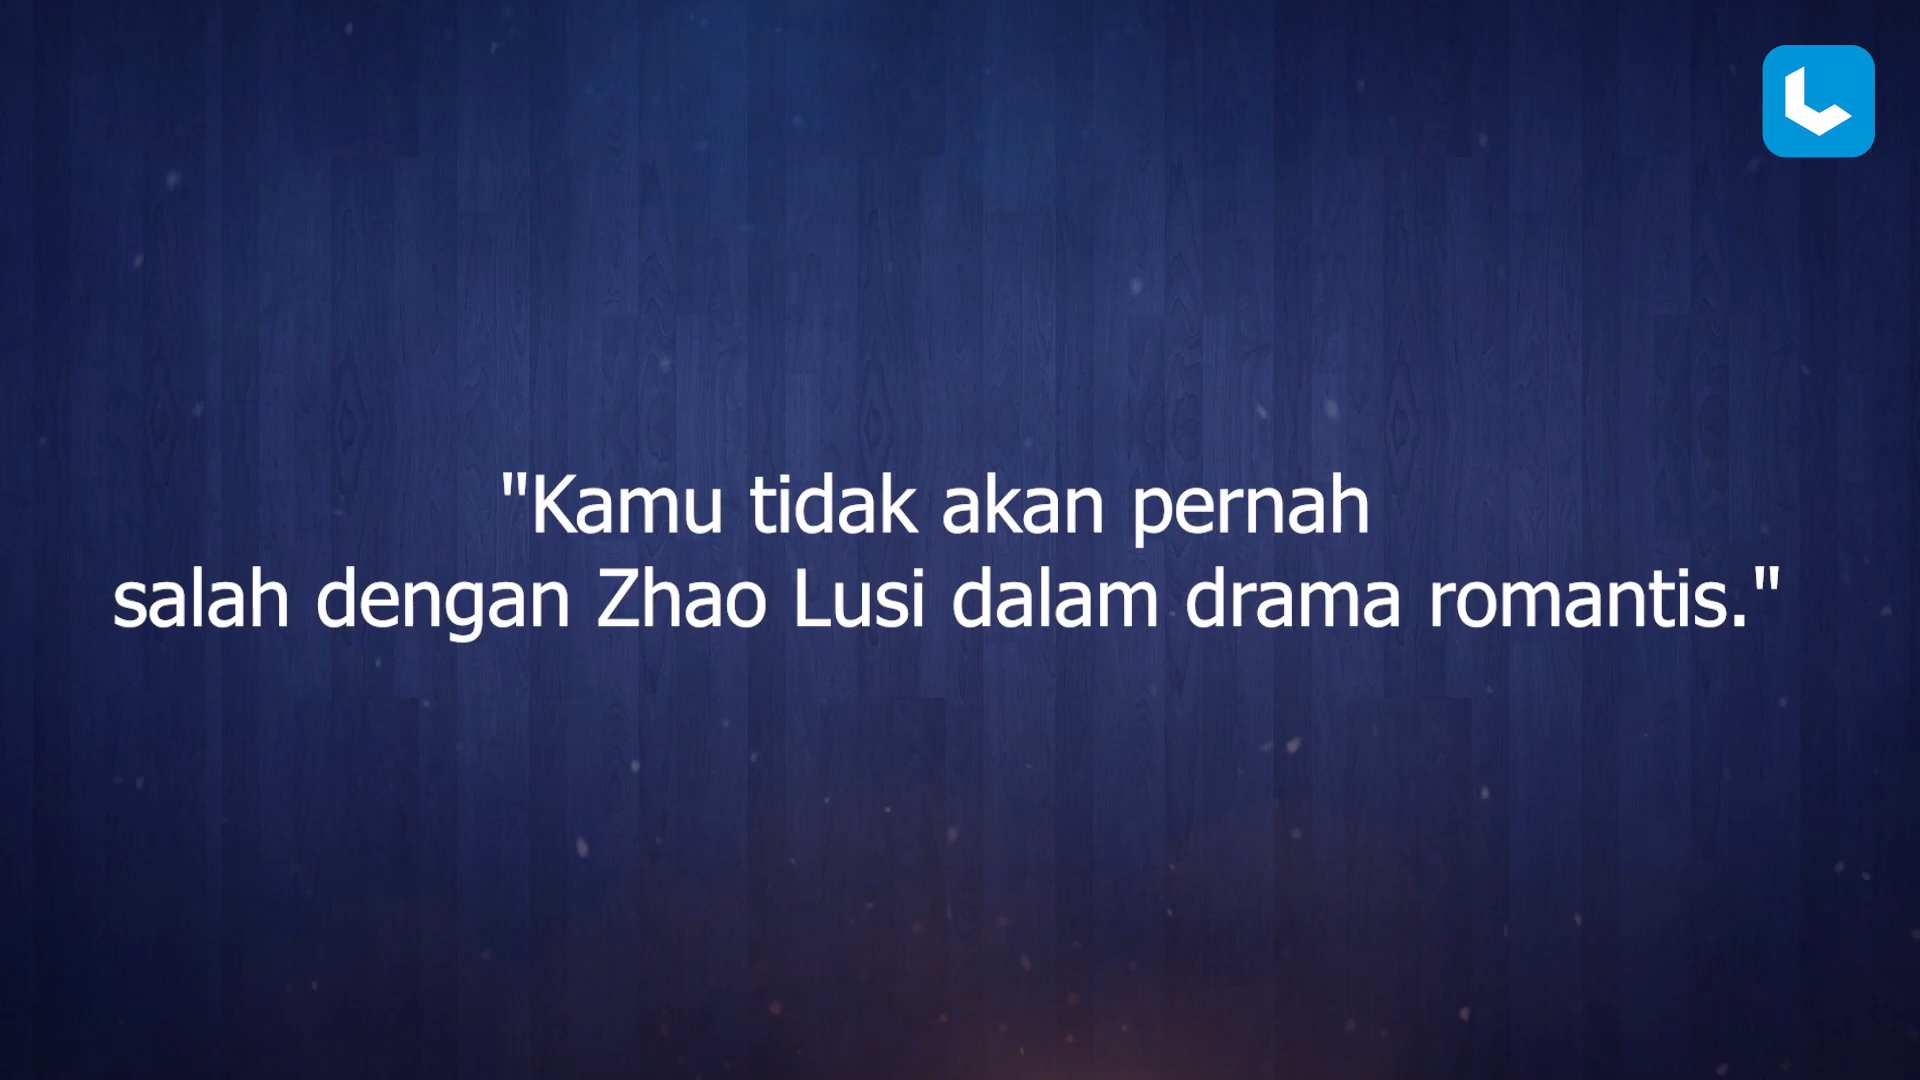 "Kamu tidak akan pernah
salah dengan Zhao Lusi dalam drama romantis."